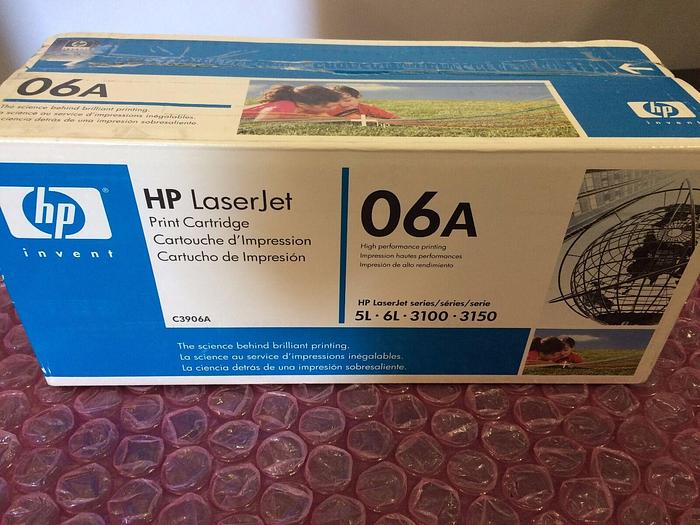 hp
06A
The science behind brilliant printing.
La science au service d'impressions inégalables.
La ciencia detrás de una impresión sobresaliente.
hp
invent
hp
®
invent
HP LaserJet
Print Cartridge
Cartouche d'Impression
Cartucho de Impresión
C3906A
06A
High performance printing
Impression hautes performances
Impresión de alto rendimiento
HP LaserJet series/séries/serie
5L · 6L · 3100 · 3150
The science behind brilliant printing.
La science au service d'impressions inégalables.
La ciencia detrás de una impresión sobresaliente.